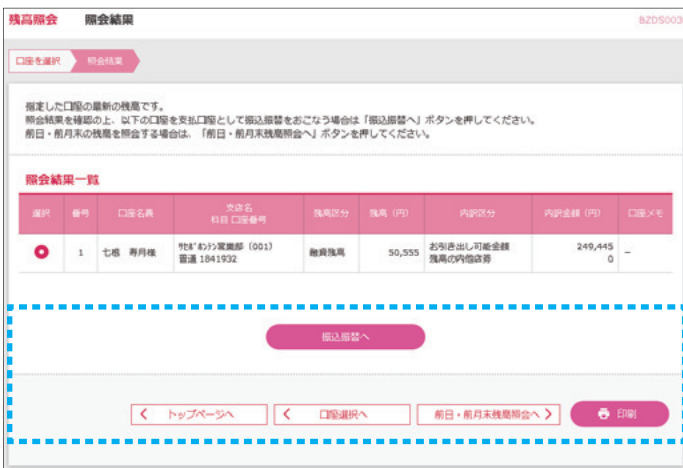 残高照会 照会結果 BZDS003
口座を選択 照会結果
指定した口座の最新の残高です。
照会結果を確認の上、以下の口座を支払口座として振込振替をおこなう場合は「振込振替へ」ボタンを押してください。
前日・前月末の残高を照会する場合は、「前日・前月末残高照会へ」ボタンを押してください。
照会結果一覧
選択 番号 口座名義 支店名 科目 口座番号 残高区分 残高（円） 内訳区分 内訳金額（円） 口座メモ
1 寿月様 営業部（001） 融資残高 50,555 お引き出し可能金額 249,445 －
普通 1841932 残高の内他店券 0
振込振替へ
トップページへ 口座選択へ 前日・前月末残高照会へ 印刷